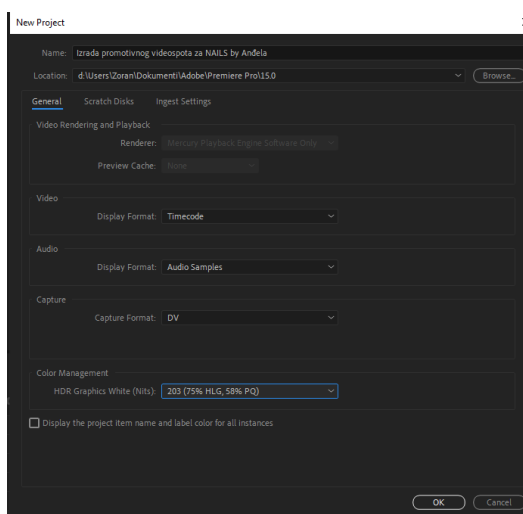 New Project
Name: Izrada promotivnog videospota za NAILS by Anđela
Location: d:\Users\Zoran\Dokumenti\Adobe\Premiere Pro\15.0 Browse...
General Scratch Disks Ingest Settings
Video Rendering and Playback
Renderer: Mercury Playback Engine Software Only
Preview Cache: None
Video
Display Format: Timecode
Audio
Display Format: Audio Samples
Capture
Capture Format: DV
Color Management
HDR Graphics White (Nits): 203 (75% HLG, 58% PQ)
Display the project item name and label color for all instances
OK Cancel